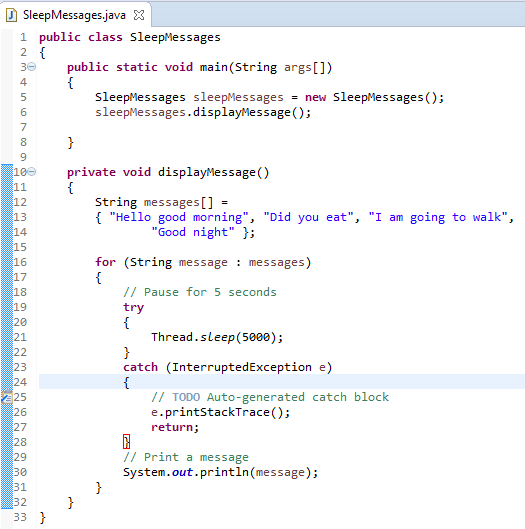 SleepMessages.java
1 public class SleepMessages
2 {
3 public static void main(String args[])
4 {
5 SleepMessages sleepMessages = new SleepMessages();
6 sleepMessages.displayMessage();
7
8 }
9
10 private void displayMessage()
11 {
12 String messages[] =
13 { "Hello good morning", "Did you eat", "I am going to walk",
14 "Good night" };
15
16 for (String message : messages)
17 {
18 // Pause for 5 seconds
19 try
20 {
21 Thread.sleep(5000);
22 }
23 catch (InterruptedException e)
24 {
25 // TODO Auto-generated catch block
26 e.printStackTrace();
27 return;
28 }
29 // Print a message
30 System.out.println(message);
31 }
32 }
33 }